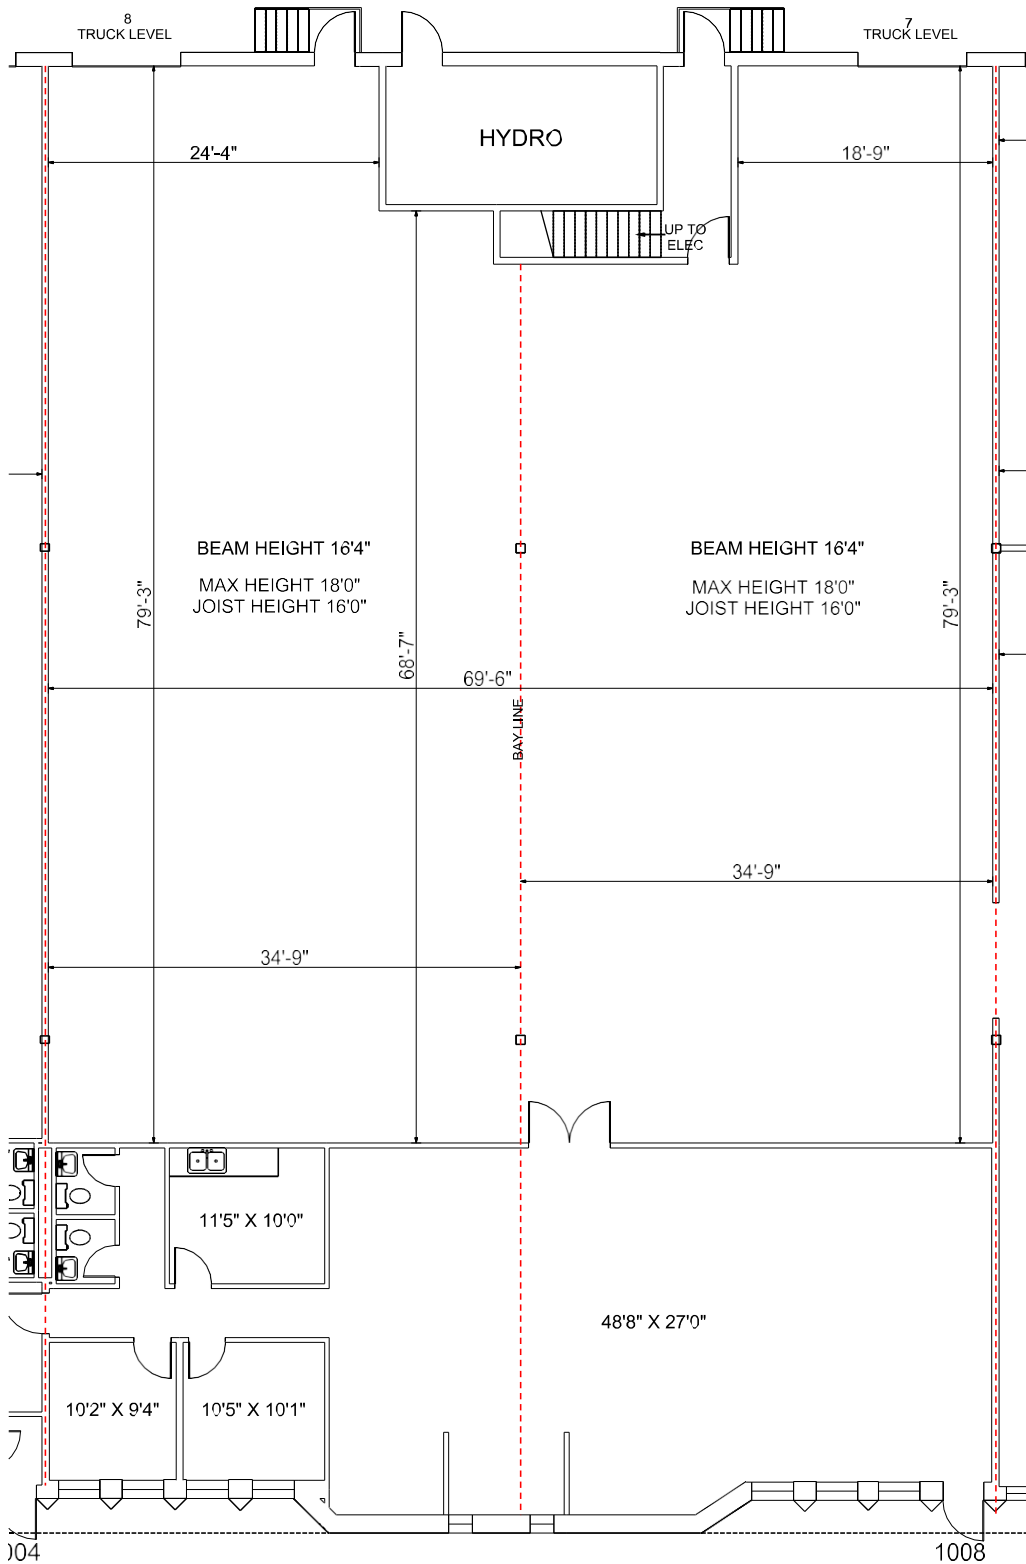 8
TRUCK LEVEL
7
TRUCK LEVEL
HYDRO
24'-4"
18'-9"
UP TO
ELEC
BEAM HEIGHT 16'4"
MAX HEIGHT 18'0"
JOIST HEIGHT 16'0"
BEAM HEIGHT 16'4"
MAX HEIGHT 18'0"
JOIST HEIGHT 16'0"
79'-3"
79'-3"
68'-7"
69'-6"
BAY LINE
34'-9"
34'-9"
11'5" X 10'0"
48'8" X 27'0"
10'2" X 9'4"
10'5" X 10'1"
004
1008